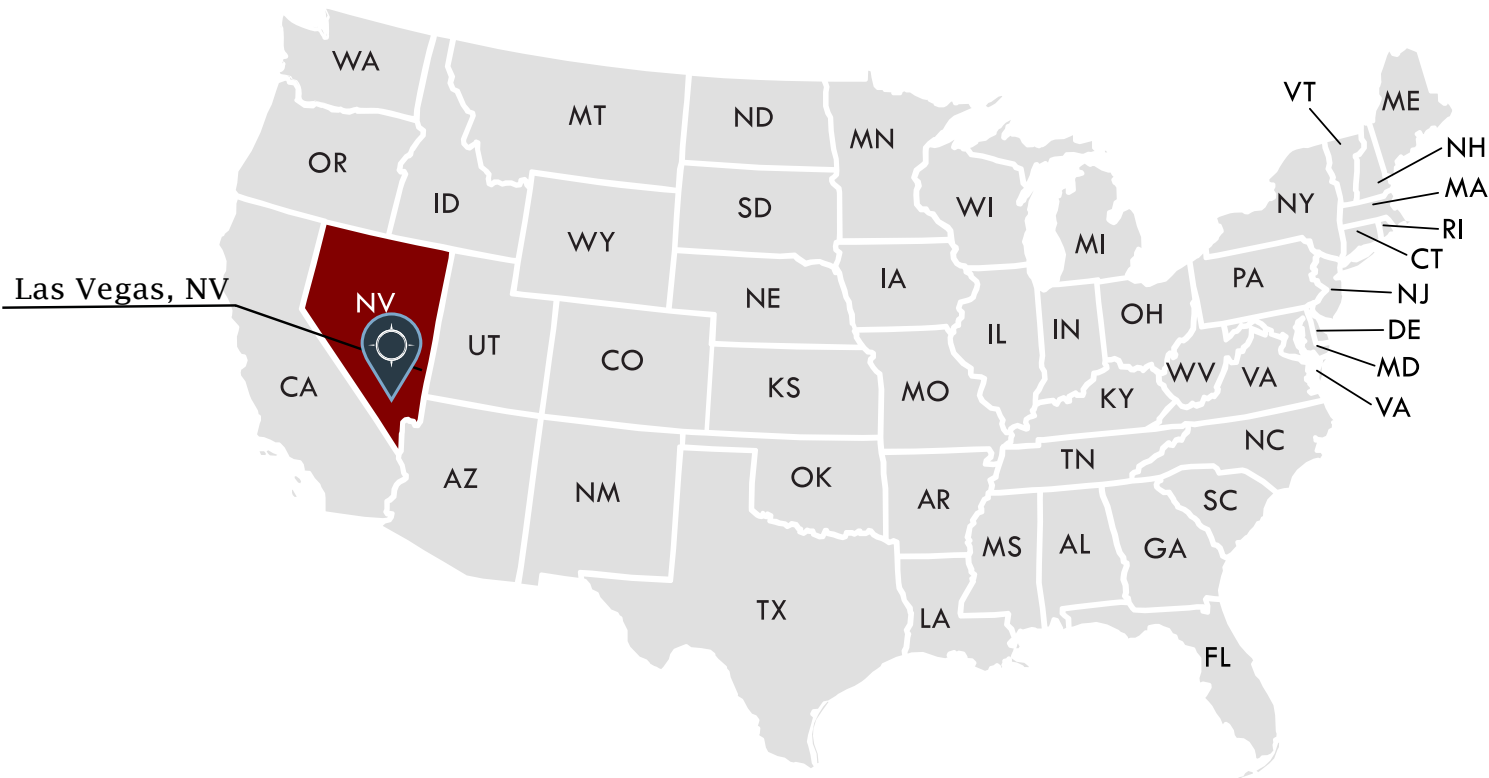 WA
MT
ND
MN
VT
ME
OR
ID
SD
WI
NH
MA
NY
WY
MI
RI
CT
Las Vegas, NV
NV
NE
IA
PA
NJ
UT
CO
IL
IN
OH
DE
CA
KS
MO
KY
WV
VA
MD
VA
AZ
NM
OK
AR
TN
NC
SC
MS
AL
GA
TX
LA
FL